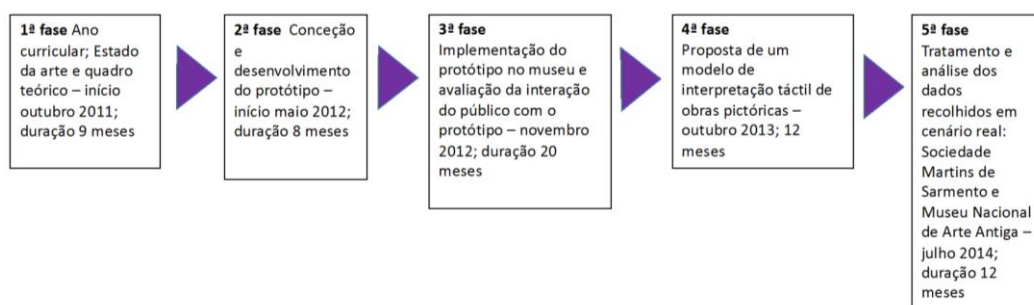 1ª fase Ano
curricular; Estado
da arte e quadro
teórico – início
outubro 2011;
duração 9 meses
2ª fase Conceção
e
desenvolvimento
do protótipo –
início maio 2012;
duração 8 meses
3ª fase
Implementação do
protótipo no museu e
avaliação da interação
do público com o
protótipo – novembro
2012; duração 20
meses
4ª fase
Proposta de um
modelo de
interpretação táctil de
obras pictóricas –
outubro 2013; 12
meses
5ª fase
Tratamento e
análise dos
dados
recolhidos em
cenário real:
Sociedade
Martins de
Sarmento e
Museu Nacional
de Arte Antiga –
julho 2014;
duração 12
meses